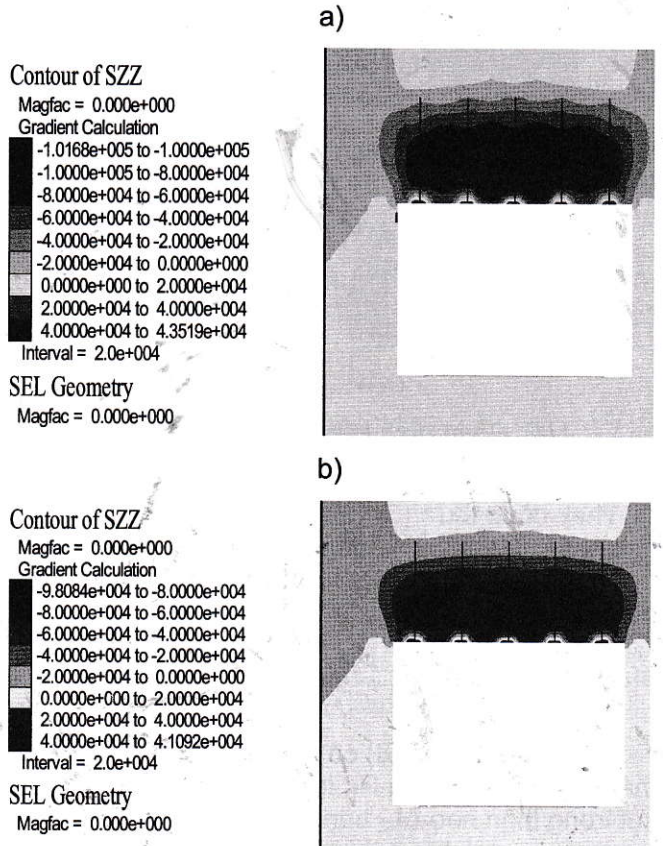 a)
Contour of SZZ
Magfac = 0.000e+000
Gradient Calculation
-1.0168e+005 to -1.0000e+005
-1.0000e+005 to -8.0000e+004
-8.0000e+004 to -6.0000e+004
-6.0000e+004 to -4.0000e+004
-4.0000e+004 to -2.0000e+004
-2.0000e+004 to 0.0000e+000
0.0000e+000 to 2.0000e+004
2.0000e+004 to 4.0000e+004
4.0000e+004 to 4.3519e+004
Interval = 2.0e+004
SEL Geometry
Magfac = 0.000e+000
b)
Contour of SZZ
Magfac = 0.000e+000
Gradient Calculation
-9.8084e+004 to -8.0000e+004
-8.0000e+004 to -6.0000e+004
-6.0000e+004 to -4.0000e+004
-4.0000e+004 to -2.0000e+004
-2.0000e+004 to 0.0000e+000
0.0000e+000 to 2.0000e+004
2.0000e+004 to 4.0000e+004
4.0000e+004 to 4.1092e+004
Interval = 2.0e+004
SEL Geometry
Magfac = 0.000e+000